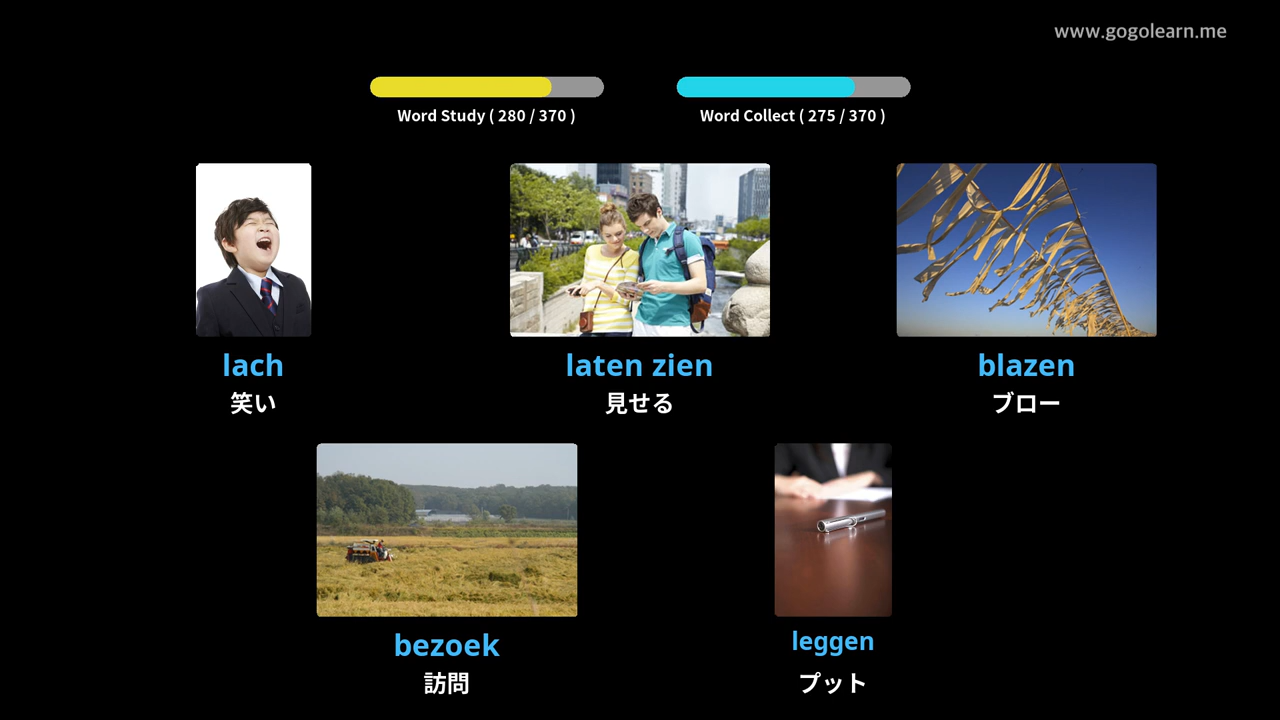 www.gogolearn.me
Word Study ( 280 / 370 )
Word Collect ( 275 / 370 )
lach
笑い
laten zien
見せる
blazen
ブロー
bezoek
訪問
leggen
プット